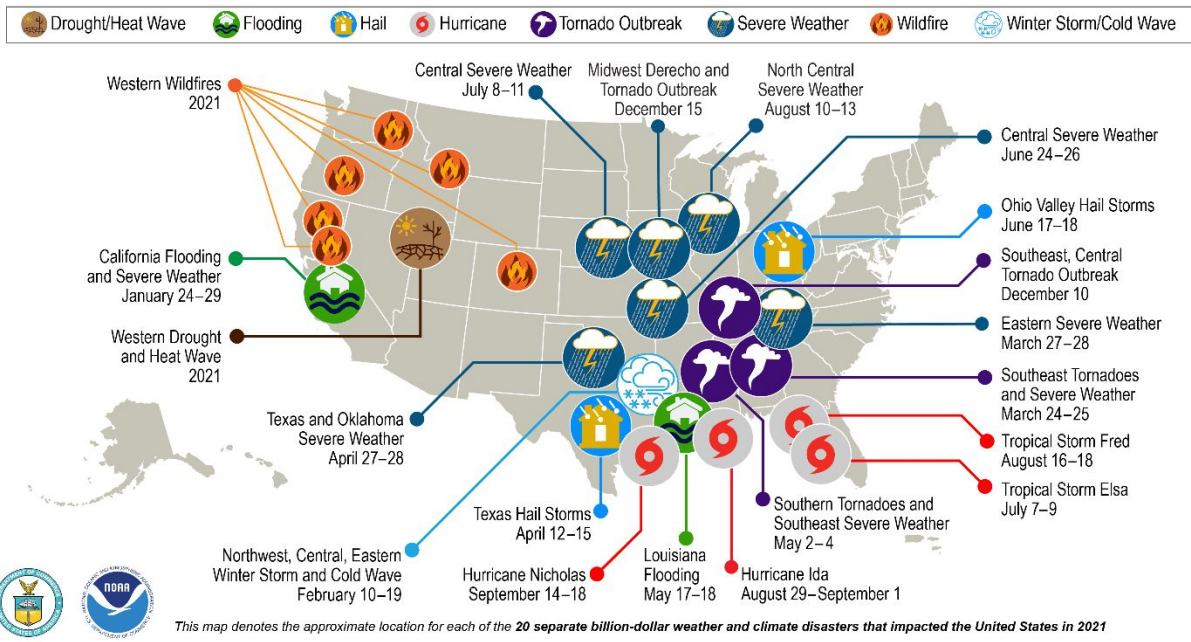 Drought/Heat Wave
Flooding
Hail
Hurricane
Tornado Outbreak
Severe Weather
Wildfire
Winter Storm/Cold Wave
Western Wildfires
2021
Central Severe Weather
July 8–11
Midwest Derecho and
Tornado Outbreak
December 15
North Central
Severe Weather
August 10–13
Central Severe Weather
June 24–26
Ohio Valley Hail Storms
June 17–18
California Flooding
and Severe Weather
January 24–29
Southeast, Central
Tornado Outbreak
December 10
Western Drought
and Heat Wave
2021
Eastern Severe Weather
March 27–28
Southeast Tornadoes
and Severe Weather
March 24–25
Texas and Oklahoma
Severe Weather
April 27–28
Tropical Storm Fred
August 16–18
Tropical Storm Elsa
July 7–9
Texas Hail Storms
April 12–15
Southern Tornadoes and
Southeast Severe Weather
May 2–4
Northwest, Central, Eastern
Winter Storm and Cold Wave
February 10–19
Hurricane Nicholas
September 14–18
Louisiana
Flooding
May 17–18
Hurricane Ida
August 29–September 1
NOAA
This map denotes the approximate location for each of the 20 separate billion-dollar weather and climate disasters that impacted the United States in 2021